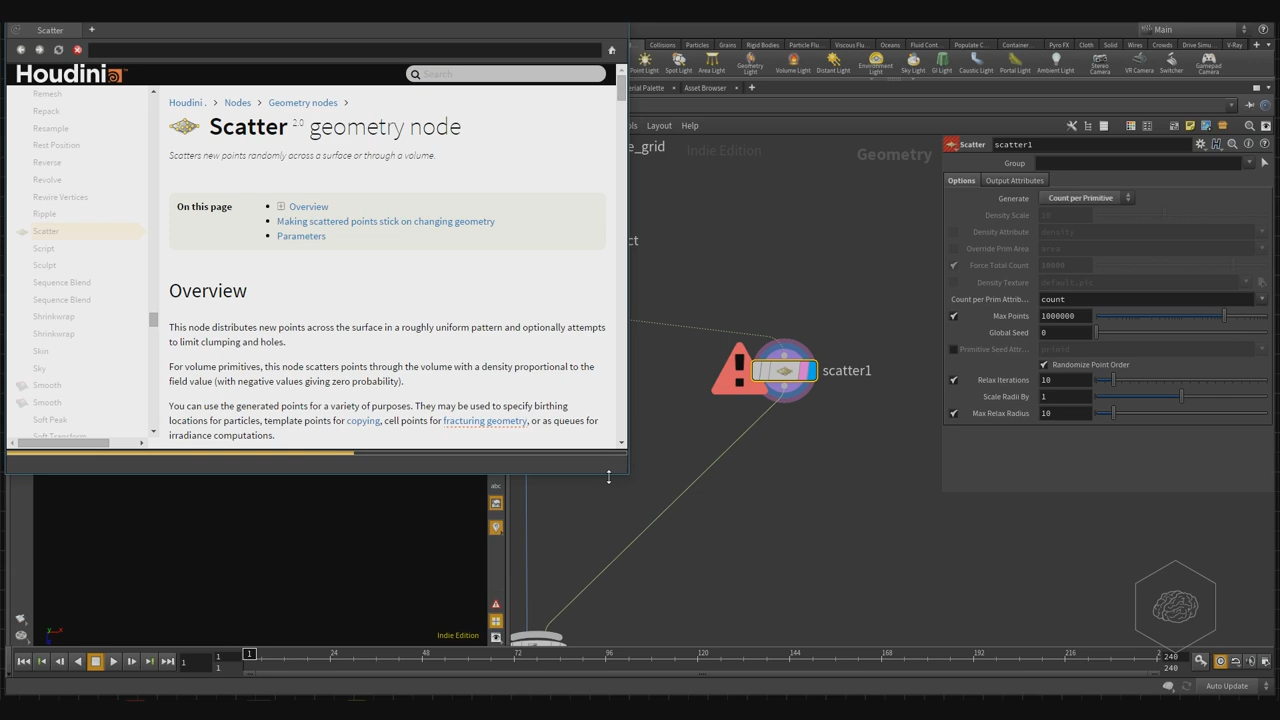 Scatter
Main
Collisions Particles Grains Rigid Bodies Particle Flu... Viscous Flu... Oceans Fluid Cont... Populate C... Container... Pyro FX Cloth Solid Wires Crowds Drive Simu... V-Ray
Point Light Spot Light Area Light Geometry Light Volume Light Distant Light Environment Light Sky Light GI Light Caustic Light Portal Light Ambient Light Stereo Camera VR Camera Switcher Gamepad Camera
Houdini
Search
erial Palette Asset Browser
Layout Help
Remesh
Repack
Resample
Rest Position
Reverse
Revolve
Rewire Vertices
Ripple
Scatter
Script
Sculpt
Sequence Blend
Sequence Blend
Shrinkwrap
Shrinkwrap
Skin
Sky
Smooth
Smooth
Soft Peak
Soft Transform
Houdini . > Nodes > Geometry nodes >
Scatter 2.0 geometry node
Scatters new points randomly across a surface or through a volume.
On this page
Overview
Making scattered points stick on changing geometry
Parameters
Overview
This node distributes new points across the surface in a roughly uniform pattern and optionally attempts
to limit clumping and holes.
For volume primitives, this node scatters points through the volume with a density proportional to the
field value (with negative values giving zero probability).
You can use the generated points for a variety of purposes. They may be used to specify birthing
locations for particles, template points for copying, cell points for fracturing geometry, or as queues for
irradiance computations.
e_grid
Indie Edition
Geometry
ct
scatter1
Scatter scatter1
Group
Options Output Attributes
Generate Count per Primitive
Density Scale 10
Density Attribute density
Override Prim Area area
Force Total Count 10000
Density Texture default.pic
Count per Prim Attrib... count
Max Points 1000000
Global Seed 0
Primitive Seed Attr...
Randomize Point Order
Relax Iterations 10
Scale Radii By 1
Max Relax Radius 10
abc
y x
Indie Edition
1 1 1 1 24 48 72 96 120 144 168 192 216 2 240 240
Auto Update